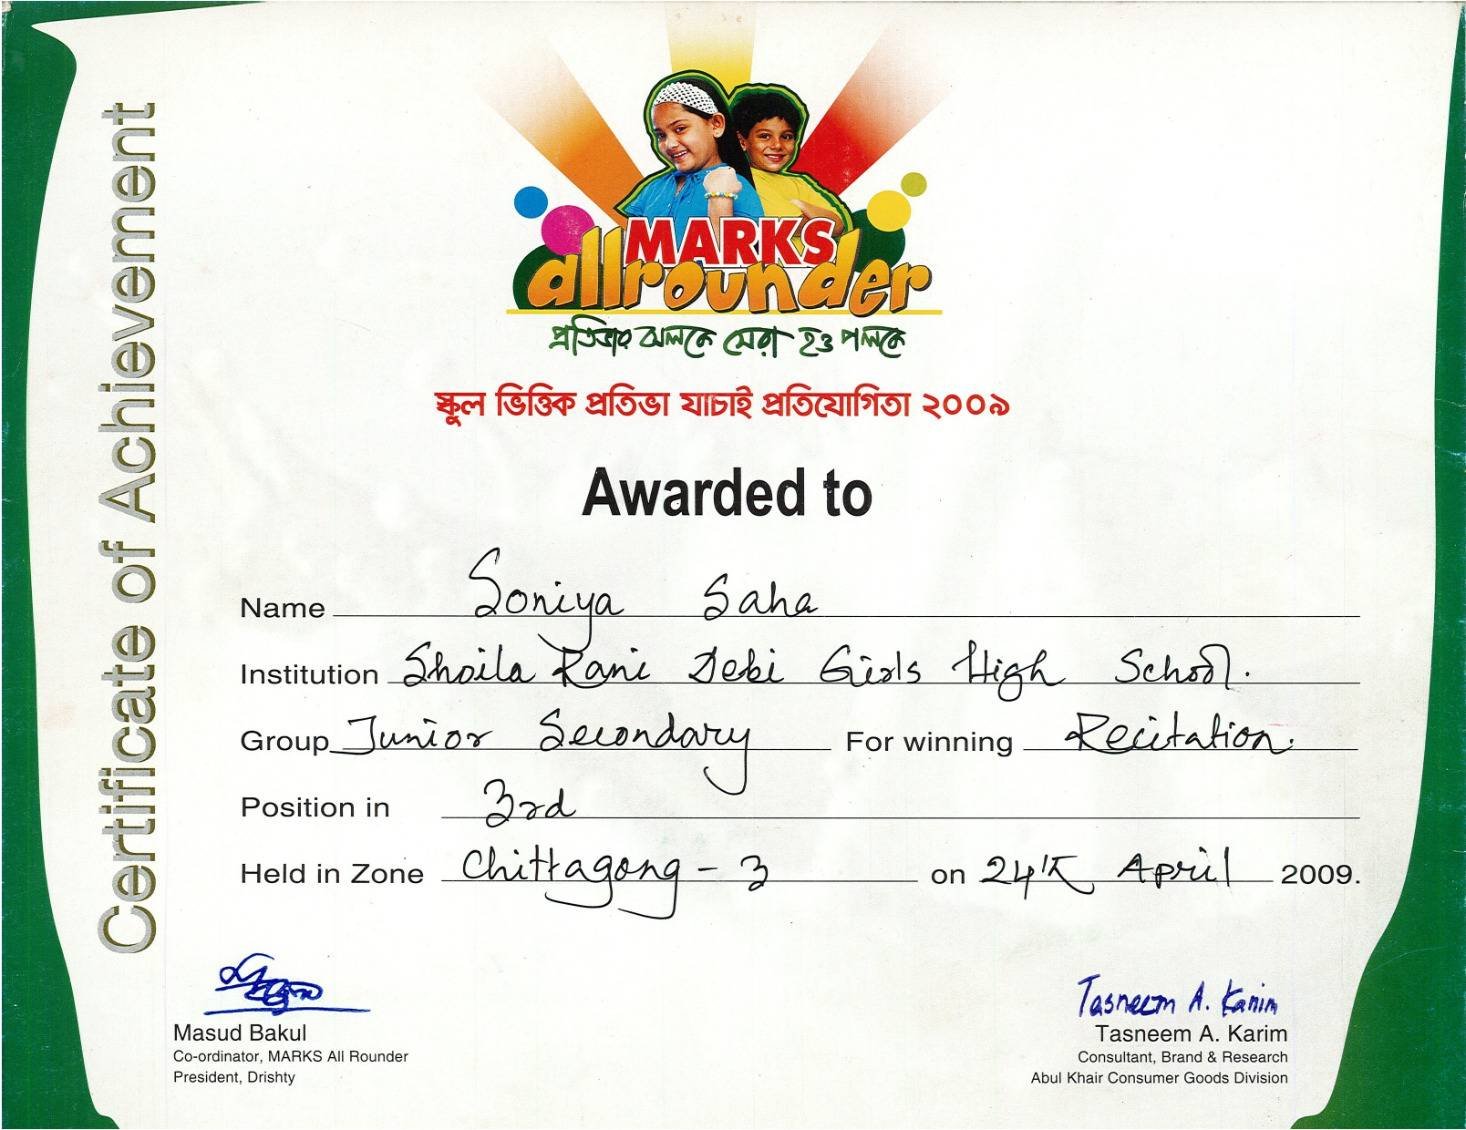 Certificate of Achievement
MARKS
allrounder
প্রতিভার ঝলকে সেরা হও পলকে
স্কুল ভিত্তিক প্রতিভা যাচাই প্রতিযোগিতা ২০০৯
Awarded to
Name Soniya Saha
Institution Shoila Rani Debi Girls High School.
Group Junior Secondary For winning Recitation.
Position in 3rd
Held in Zone Chittagong - 3 on 24th April 2009.
Tasneem A. Karim
Masud Bakul Tasneem A. Karim
Co-ordinator, MARKS All Rounder Consultant, Brand & Research
President, Drishty Abul Khair Consumer Goods Division